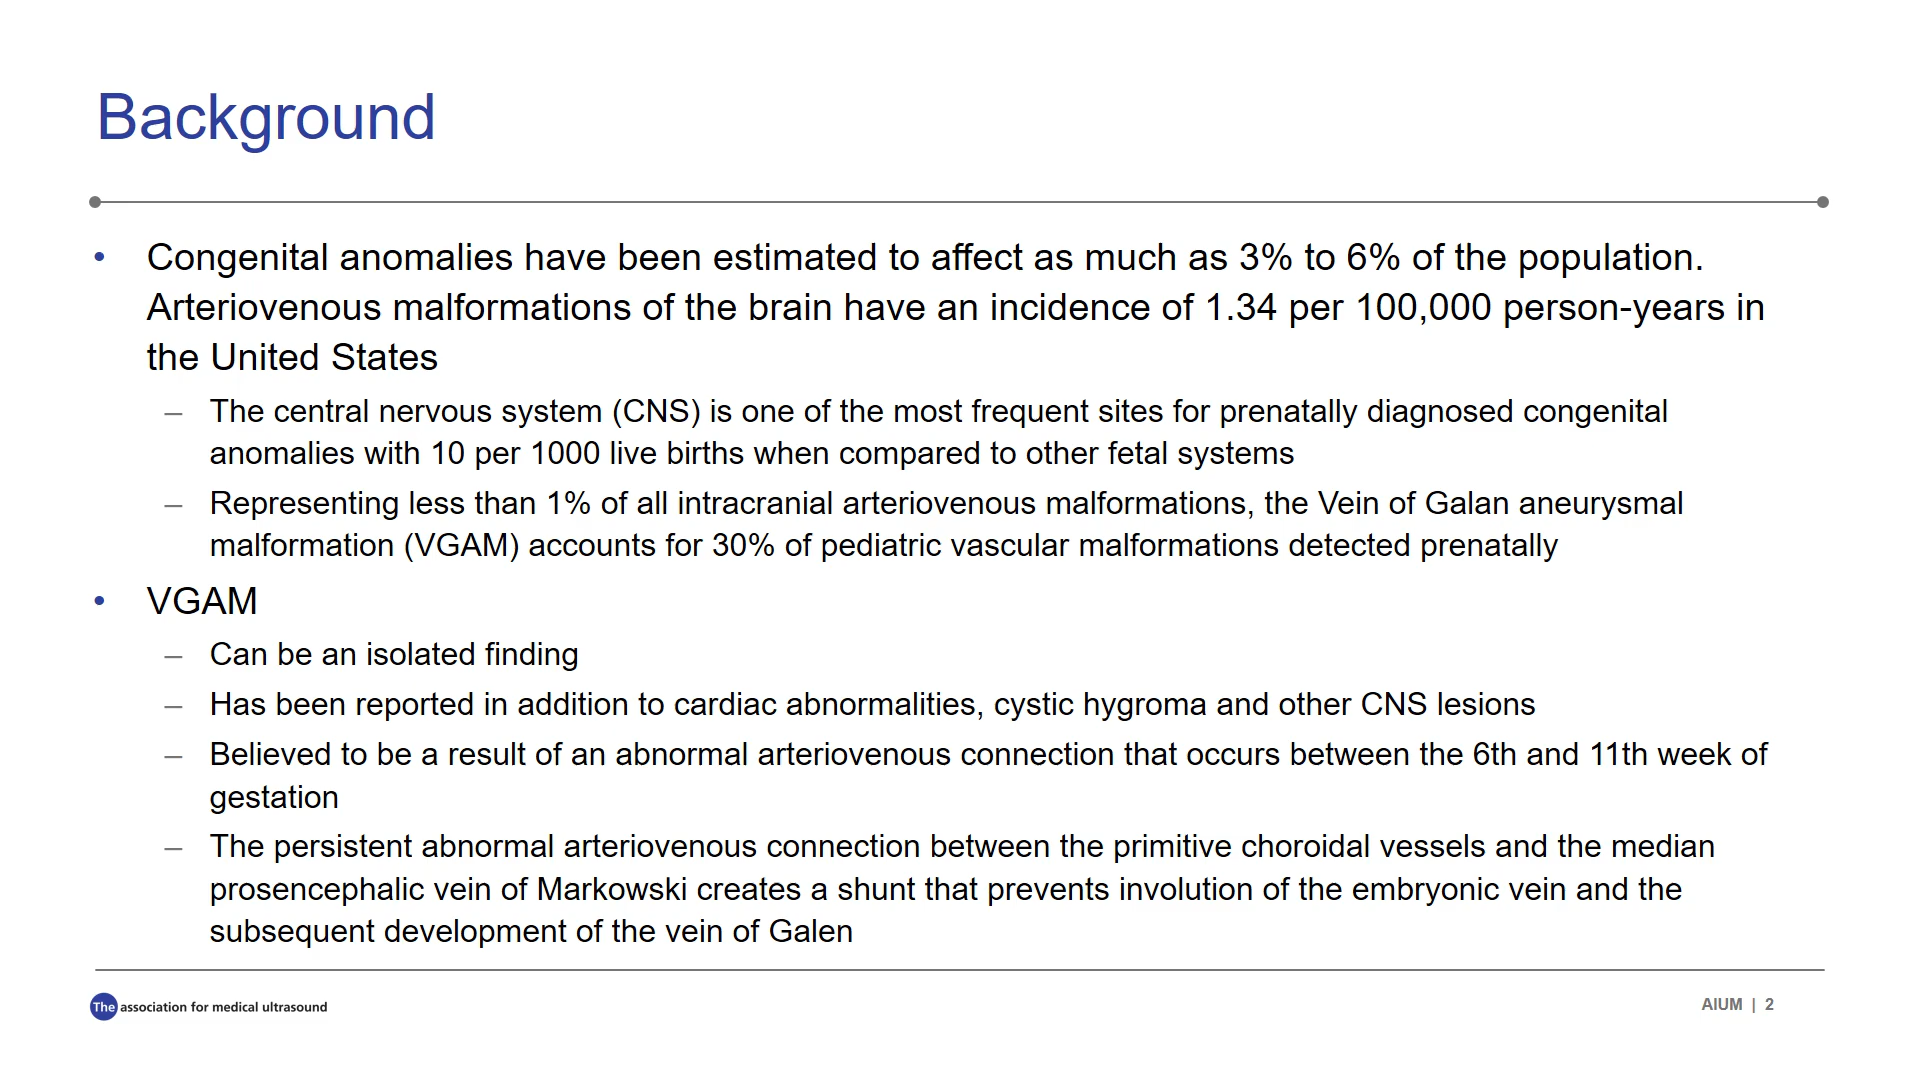 Background
• Congenital anomalies have been estimated to affect as much as 3% to 6% of the population.
Arteriovenous malformations of the brain have an incidence of 1.34 per 100,000 person-years in
the United States
– The central nervous system (CNS) is one of the most frequent sites for prenatally diagnosed congenital
anomalies with 10 per 1000 live births when compared to other fetal systems
– Representing less than 1% of all intracranial arteriovenous malformations, the Vein of Galan aneurysmal
malformation (VGAM) accounts for 30% of pediatric vascular malformations detected prenatally
• VGAM
– Can be an isolated finding
– Has been reported in addition to cardiac abnormalities, cystic hygroma and other CNS lesions
– Believed to be a result of an abnormal arteriovenous connection that occurs between the 6th and 11th week of
gestation
– The persistent abnormal arteriovenous connection between the primitive choroidal vessels and the median
prosencephalic vein of Markowski creates a shunt that prevents involution of the embryonic vein and the
subsequent development of the vein of Galen
The association for medical ultrasound
AIUM | 2